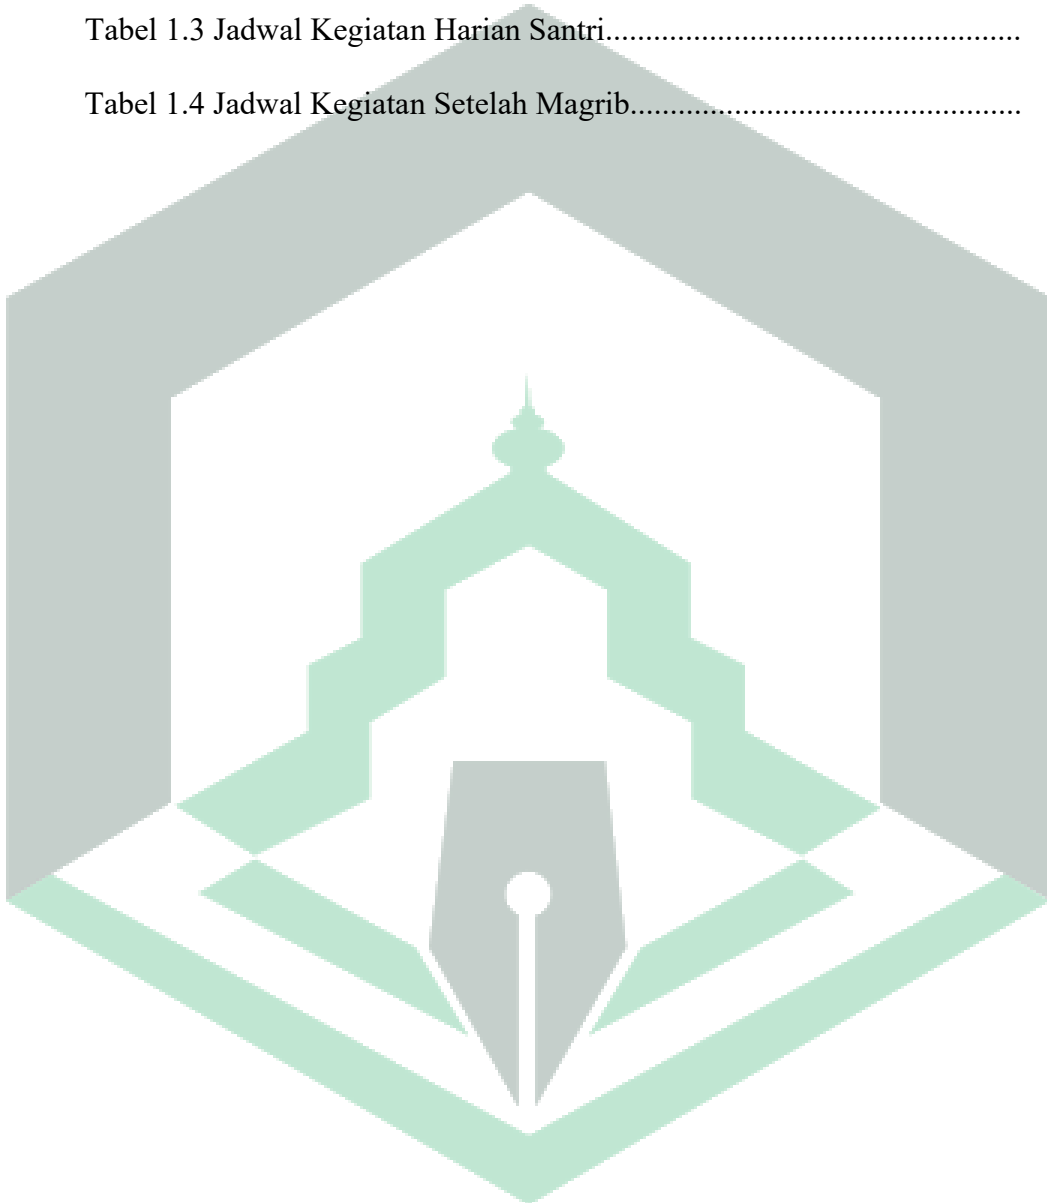 Tabel 1.3 Jadwal Kegiatan Harian Santri....................................................
Tabel 1.4 Jadwal Kegiatan Setelah Magrib.................................................